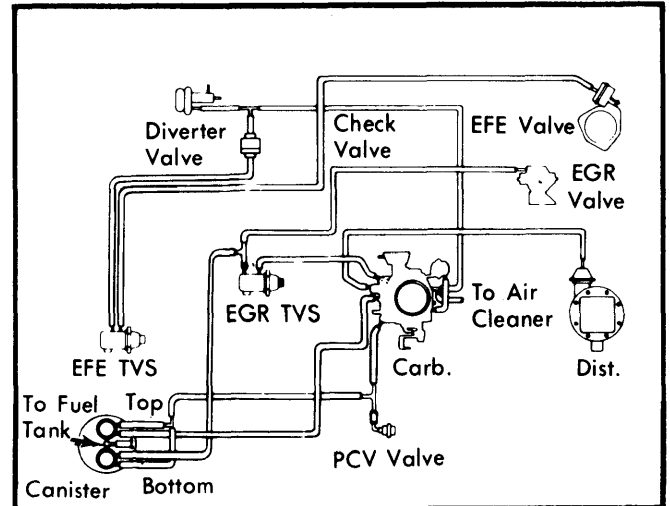 Diverter
Valve
Check
Valve
EFE Valve
EGR
Valve
EGR TVS
To Air
Cleaner
EFE TVS
Carb.
Dist.
To Fuel
Tank
Top
PCV Valve
Canister
Bottom